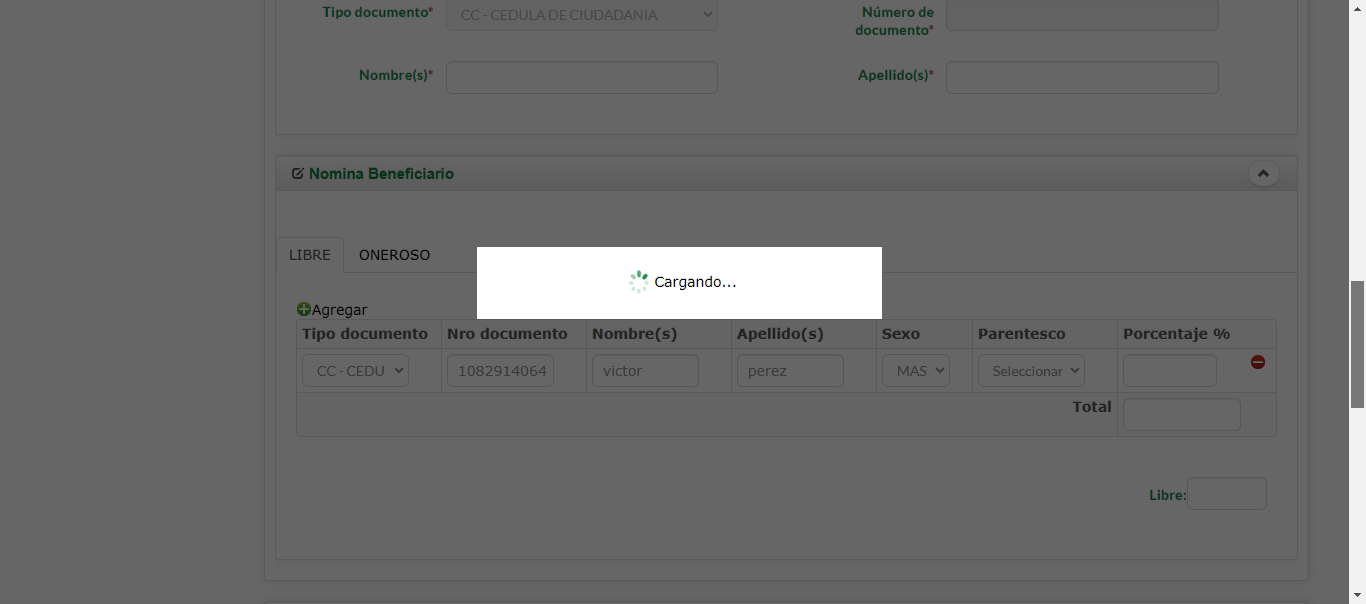 Tipo documento* CC - CEDULA DE CIUDADANIA Número de documento*
Nombre(s)* Apellido(s)*
Nomina Beneficiario
LIBRE ONEROSO
Cargando...
Agregar
Tipo documento Nro documento Nombre(s) Apellido(s) Sexo Parentesco Porcentaje %
CC - CEDU 1082914064 victor perez MAS Seleccionar
Total
Libre: